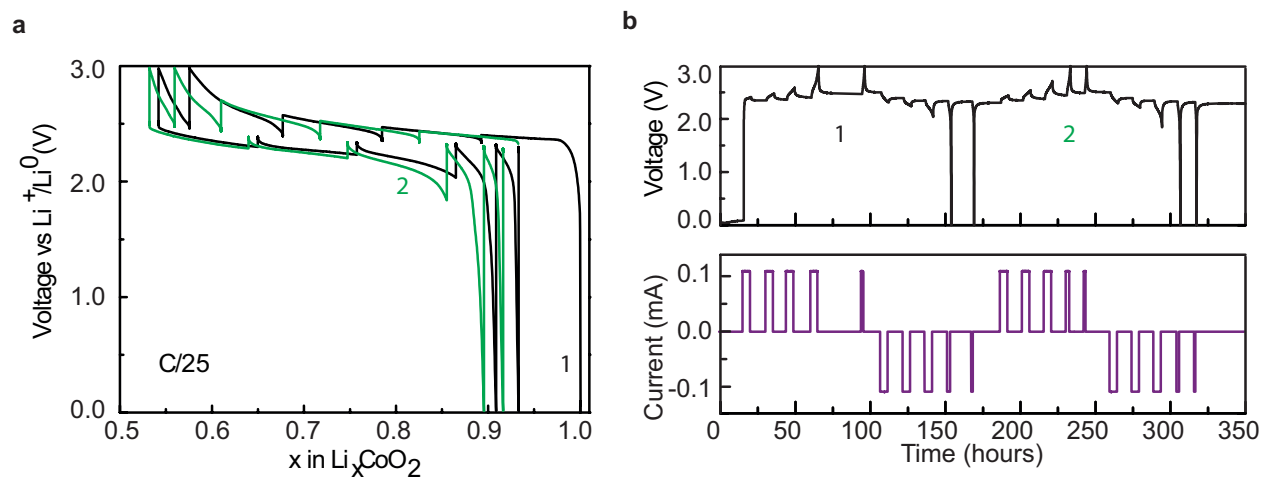 a
Voltage vs Li⁺/Li⁰(V)
3.0
2.0
1.0
0.0
2
C/25
1
0.5 0.6 0.7 0.8 0.9 1.0
x in LiₓCoO₂
b
Voltage (V)
3.0
2.0
1.0
0.0
1 2
Current (mA)
0.1
0.0
-0.1
0 50 100 150 200 250 300 350
Time (hours)